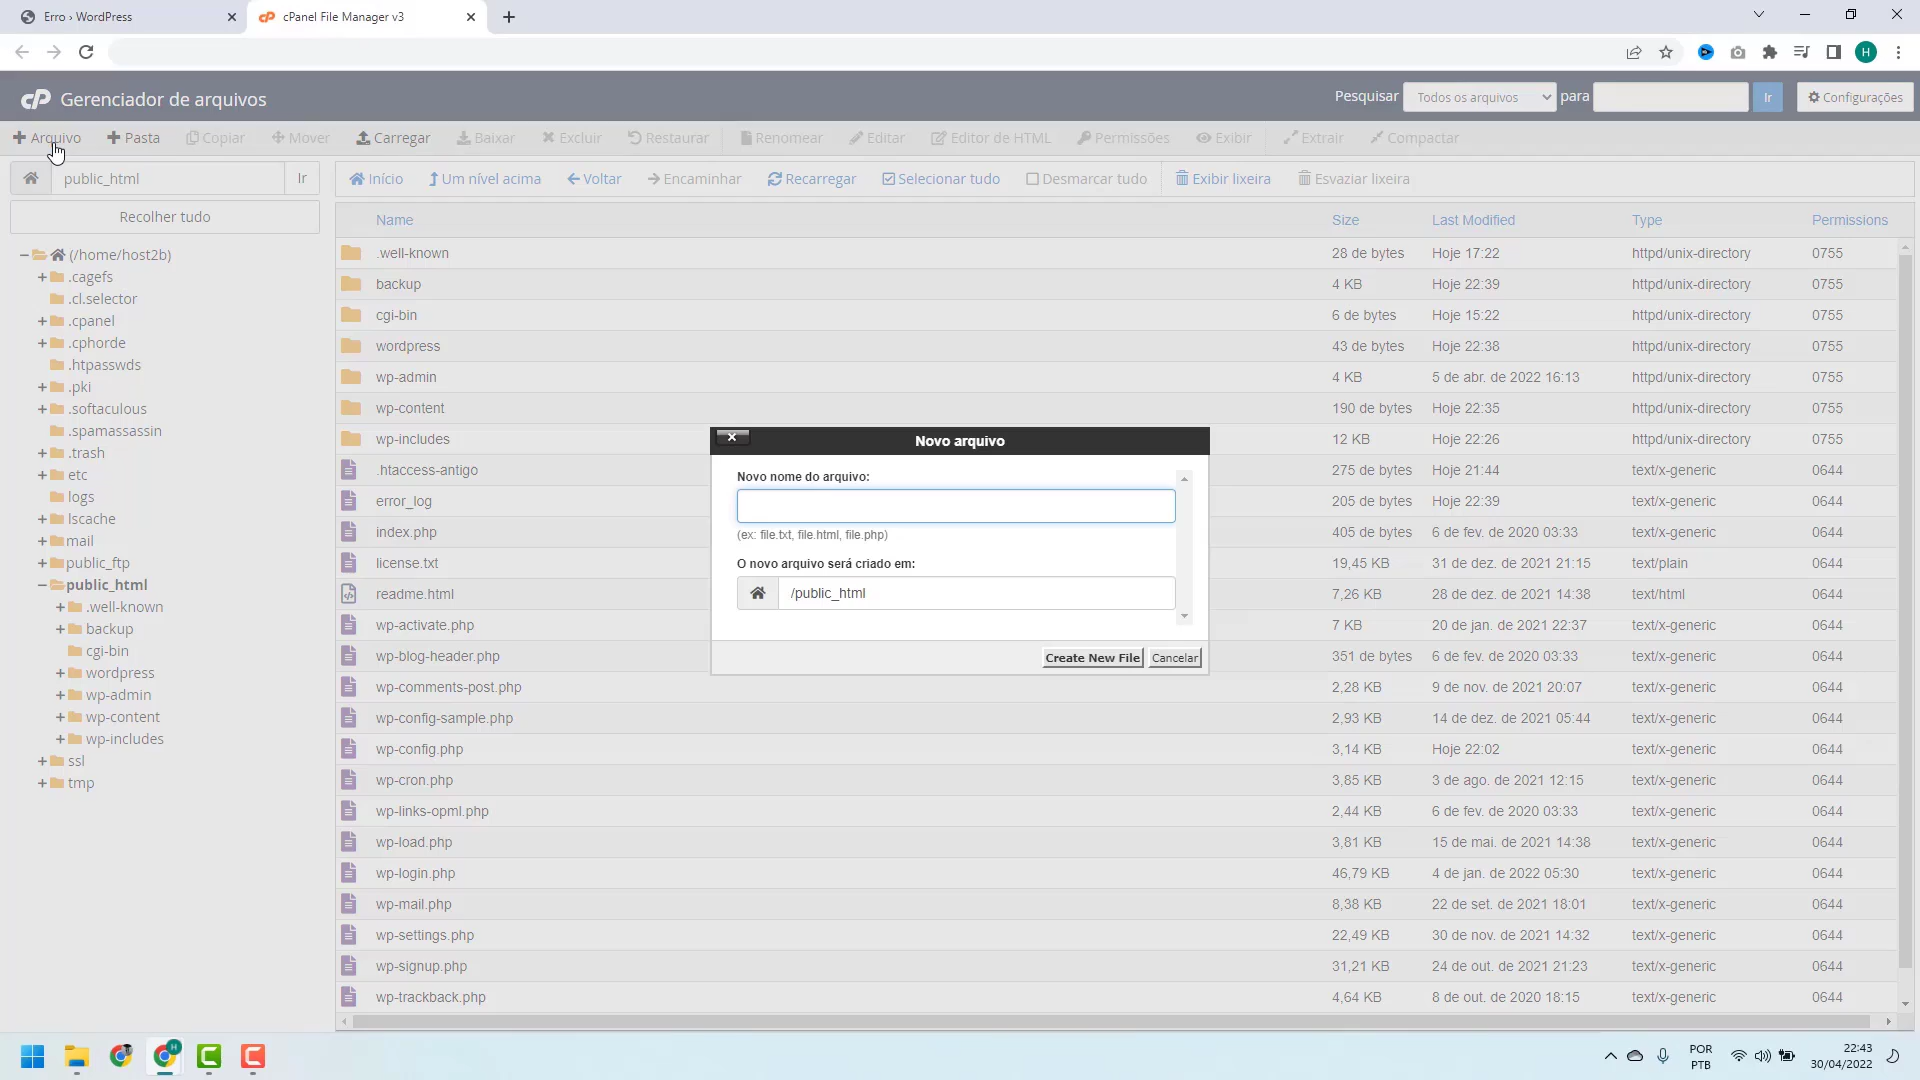 Erro › WordPress
cPanel File Manager v3
H
cP Gerenciador de arquivos
Pesquisar Todos os arquivos para Ir Configurações
Arquivo Pasta Copiar Mover Carregar Baixar Excluir Restaurar Renomear Editar Editor de HTML Permissões Exibir Extrair Compactar
public_html Ir
Início Um nível acima Voltar Encaminhar Recarregar Selecionar tudo Desmarcar tudo Exibir lixeira Esvaziar lixeira
Recolher tudo
(/home/host2b)
.cagefs
.cl.selector
.cpanel
.cphorde
.htpasswds
.pki
.softaculous
.spamassassin
.trash
etc
logs
lscache
mail
public_ftp
public_html
.well-known
backup
cgi-bin
wordpress
wp-admin
wp-content
wp-includes
ssl
tmp
Name Size Last Modified Type Permissions
.well-known 28 de bytes Hoje 17:22 httpd/unix-directory 0755
backup 4 KB Hoje 22:39 httpd/unix-directory 0755
cgi-bin 6 de bytes Hoje 15:22 httpd/unix-directory 0755
wordpress 43 de bytes Hoje 22:38 httpd/unix-directory 0755
wp-admin 4 KB 5 de abr. de 2022 16:13 httpd/unix-directory 0755
wp-content 190 de bytes Hoje 22:35 httpd/unix-directory 0755
wp-includes 12 KB Hoje 22:26 httpd/unix-directory 0755
.htaccess-antigo 275 de bytes Hoje 21:44 text/x-generic 0644
error_log 205 de bytes Hoje 22:39 text/x-generic 0644
index.php 405 de bytes 6 de fev. de 2020 03:33 text/x-generic 0644
license.txt 19,45 KB 31 de dez. de 2021 21:15 text/plain 0644
readme.html 7,26 KB 28 de dez. de 2021 14:38 text/html 0644
wp-activate.php 7 KB 20 de jan. de 2021 22:37 text/x-generic 0644
wp-blog-header.php 351 de bytes 6 de fev. de 2020 03:33 text/x-generic 0644
wp-comments-post.php 2,28 KB 9 de nov. de 2021 20:07 text/x-generic 0644
wp-config-sample.php 2,93 KB 14 de dez. de 2021 05:44 text/x-generic 0644
wp-config.php 3,14 KB Hoje 22:02 text/x-generic 0644
wp-cron.php 3,85 KB 3 de ago. de 2021 12:15 text/x-generic 0644
wp-links-opml.php 2,44 KB 6 de fev. de 2020 03:33 text/x-generic 0644
wp-load.php 3,81 KB 15 de mai. de 2021 14:38 text/x-generic 0644
wp-login.php 46,79 KB 4 de jan. de 2022 05:30 text/x-generic 0644
wp-mail.php 8,38 KB 22 de set. de 2021 18:01 text/x-generic 0644
wp-settings.php 22,49 KB 30 de nov. de 2021 14:32 text/x-generic 0644
wp-signup.php 31,21 KB 24 de out. de 2021 21:23 text/x-generic 0644
wp-trackback.php 4,64 KB 8 de out. de 2020 18:15 text/x-generic 0644
Novo arquivo
Novo nome do arquivo:
(ex: file.txt, file.html, file.php)
O novo arquivo será criado em:
/public_html
Create New File Cancelar
H
POR
PTB
22:43
30/04/2022